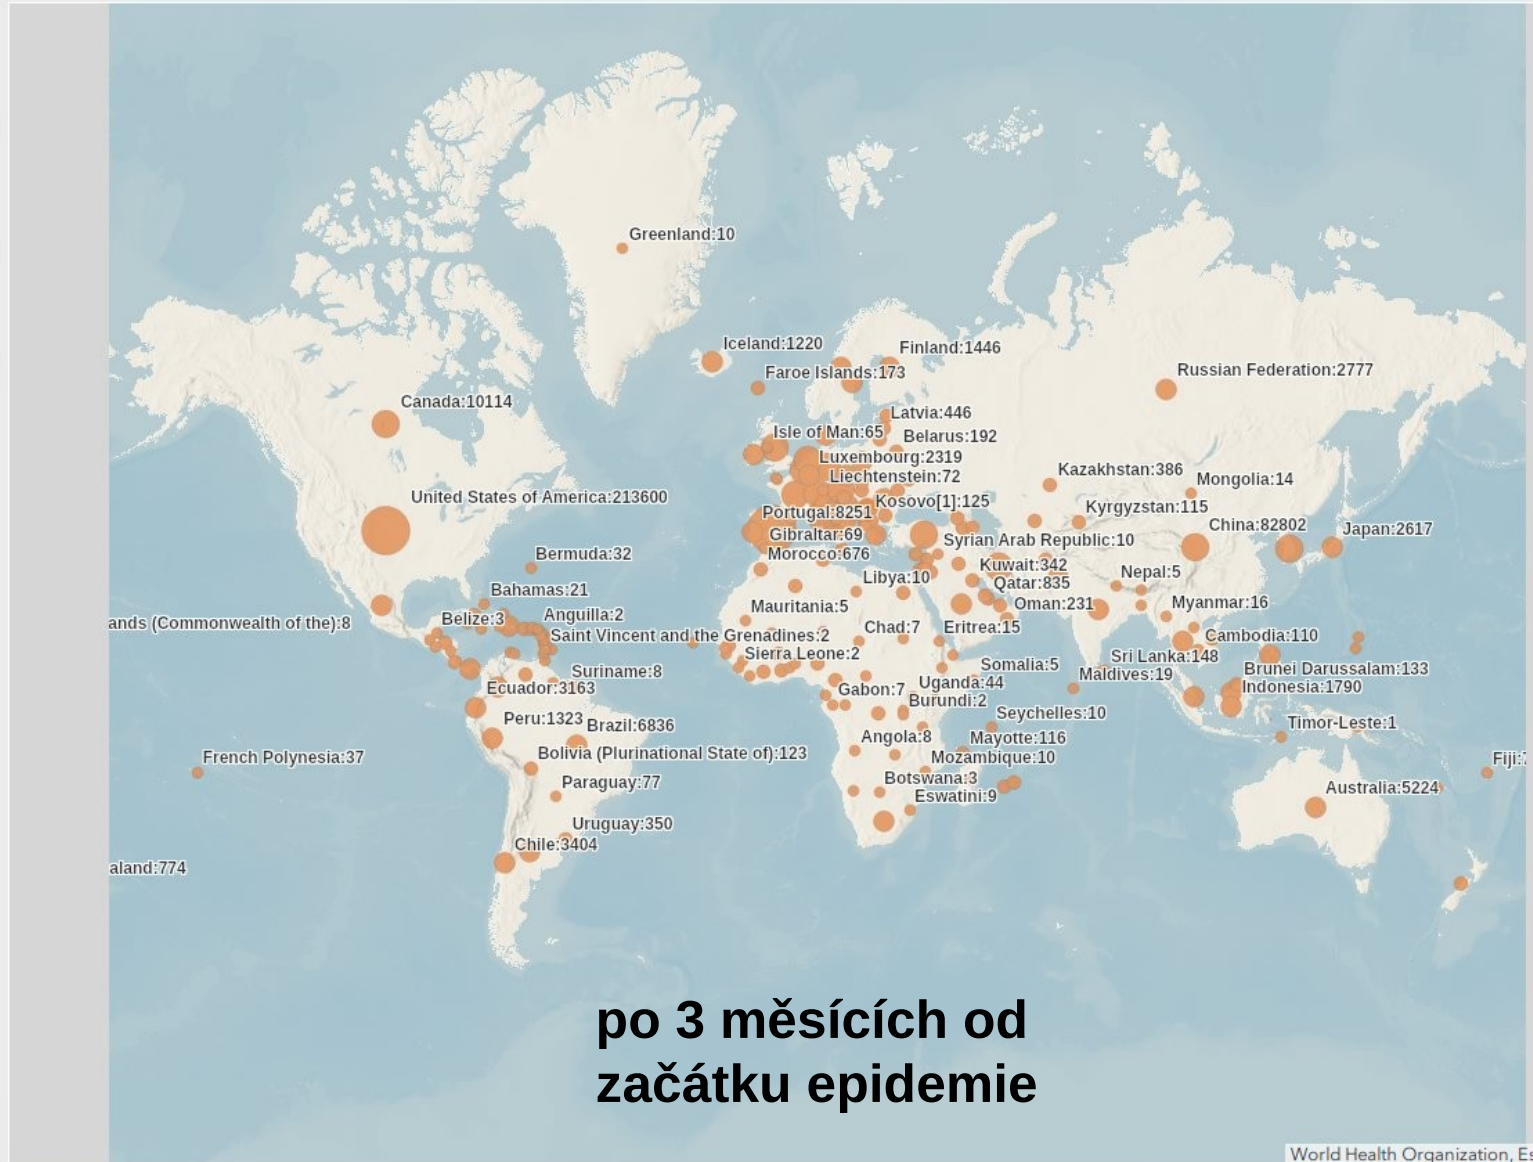 Greenland:10
Iceland:1220
Finland:1446
Faroe Islands:173
Russian Federation:2777
Canada:10114
Latvia:446
Isle of Man:65
Belarus:192
Luxembourg:2319
Kazakhstan:386
Liechtenstein:72
Mongolia:14
United States of America:213600
Kosovo[1]:125
Kyrgyzstan:115
Portugal:8251
China:82802
Japan:2617
Gibraltar:69
Syrian Arab Republic:10
Bermuda:32
Morocco:676
Kuwait:342
Nepal:5
Libya:10
Qatar:835
Bahamas:21
Mauritania:5
Oman:231
Myanmar:16
ands (Commonwealth of the):8
Belize:3
Anguilla:2
Chad:7
Eritrea:15
Saint Vincent and the Grenadines:2
Cambodia:110
Sierra Leone:2
Sri Lanka:148
Suriname:8
Somalia:5
Maldives:19
Brunei Darussalam:133
Ecuador:3163
Gabon:7
Uganda:44
Indonesia:1790
Burundi:2
Peru:1323
Brazil:6836
Seychelles:10
Timor-Leste:1
Angola:8
Mayotte:116
French Polynesia:37
Bolivia (Plurinational State of):123
Mozambique:10
Fiji:7
Paraguay:77
Botswana:3
Australia:5224
Eswatini:9
Uruguay:350
Chile:3404
aland:774
po 3 měsících od
začátku epidemie
World Health Organization, Es